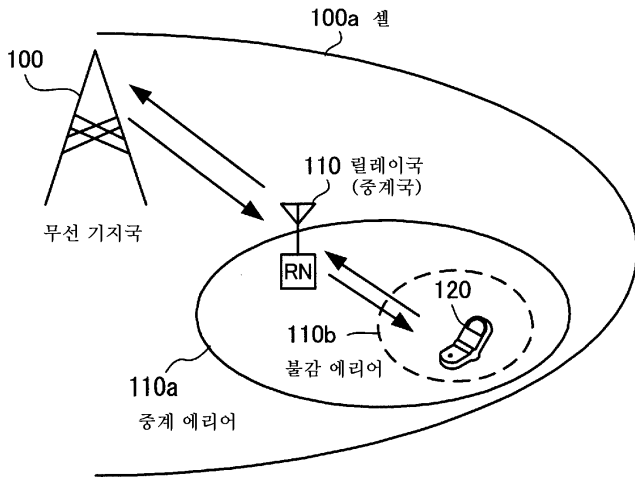 100a 셀
100
110 릴레이국
(중계국)
무선 기지국
RN
120
110b
불감 에리어
110a
중계 에리어